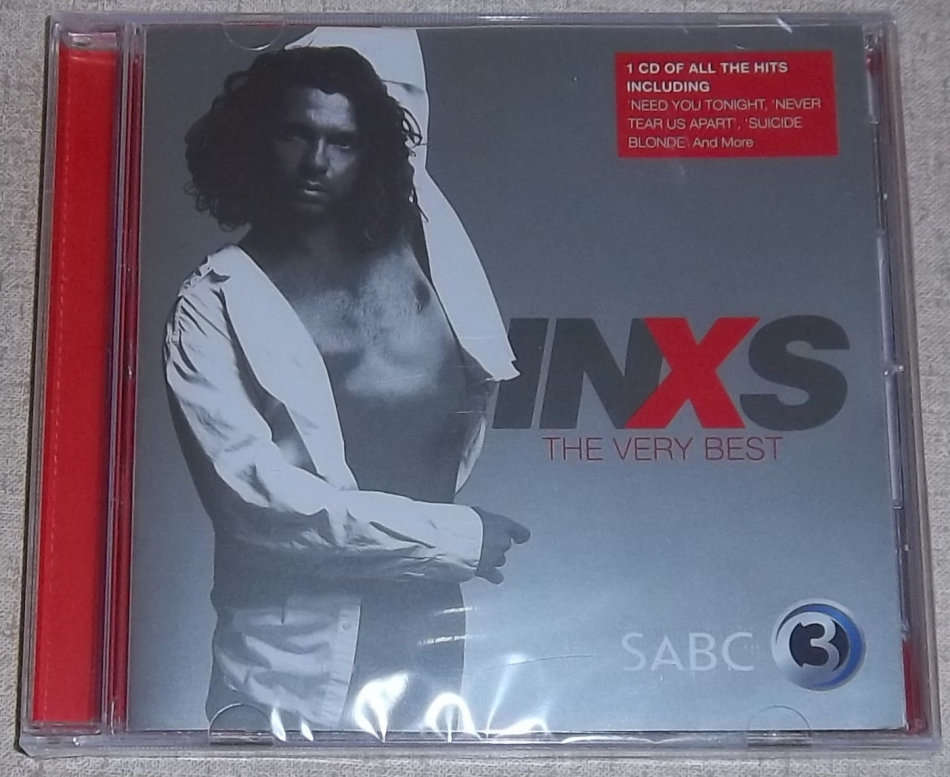 1 CD OF ALL THE HITS
INCLUDING
'NEED YOU TONIGHT, 'NEVER
TEAR US APART', 'SUICIDE
BLONDE' And More
INXS
THE VERY BEST
SABC 3